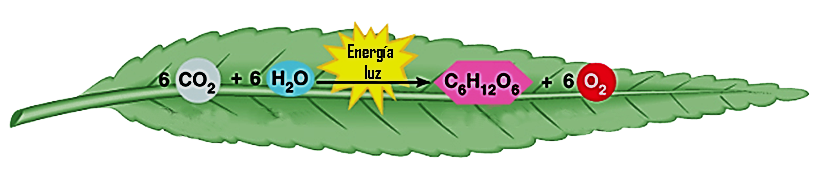 Energía
luz
6 CO₂ + 6 H₂O → C₆H₁₂O₆ + 6 O₂